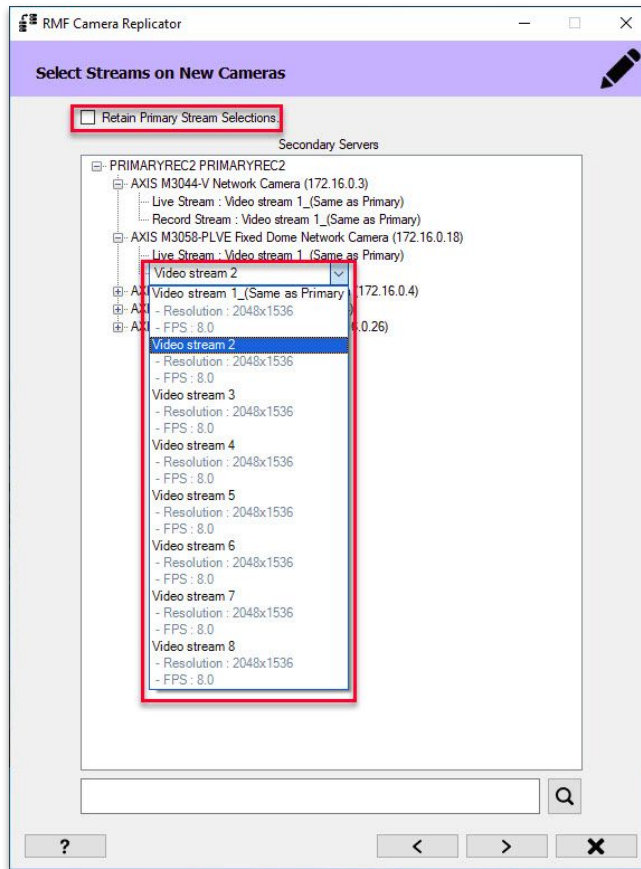 RMF Camera Replicator
Select Streams on New Cameras
Retain Primary Stream Selections.
Secondary Servers
PRIMARYREC2 PRIMARYREC2
AXIS M3044-V Network Camera (172.16.0.3)
Live Stream : Video stream 1_(Same as Primary)
Record Stream : Video stream 1_(Same as Primary)
AXIS M3058-PLVE Fixed Dome Network Camera (172.16.0.18)
Live Stream : Video stream 1_(Same as Primary)
Video stream 2
Video stream 1_(Same as Primary)
- Resolution : 2048x1536
- FPS : 8.0
Video stream 2
- Resolution : 2048x1536
- FPS : 8.0
Video stream 3
- Resolution : 2048x1536
- FPS : 8.0
Video stream 4
- Resolution : 2048x1536
- FPS : 8.0
Video stream 5
- Resolution : 2048x1536
- FPS : 8.0
Video stream 6
- Resolution : 2048x1536
- FPS : 8.0
Video stream 7
- Resolution : 2048x1536
- FPS : 8.0
Video stream 8
- Resolution : 2048x1536
- FPS : 8.0
(172.16.0.4)
0.26)
?